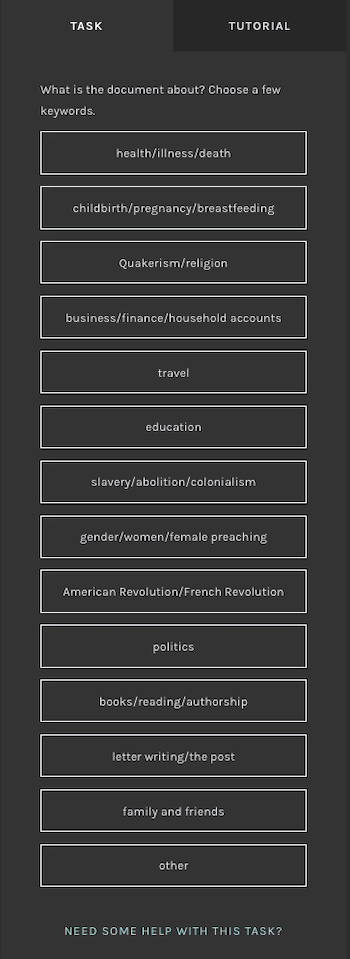 TASK
TUTORIAL
What is the document about? Choose a few
keywords.
health/illness/death
childbirth/pregnancy/breastfeeding
Quakerism/religion
business/finance/household accounts
travel
education
slavery/abolition/colonialism
gender/women/female preaching
American Revolution/French Revolution
politics
books/reading/authorship
letter writing/the post
family and friends
other
NEED SOME HELP WITH THIS TASK?